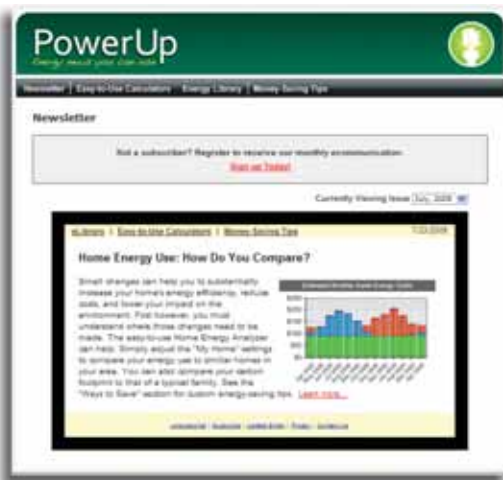 PowerUp
Energy news you can use
Newsletter | Easy-to-Use Calculators | Energy Library | Money Saving Tips
Newsletter
Not a subscriber? Register to receive our monthly ecommunication
Sign up Today!
Currently Viewing Issue July, 2009
eLibrary | Easy-to-Use Calculators | Money Saving Tips
Home Energy Use: How Do You Compare?
Small changes can help you to substantially
increase your home's energy efficiency, reduce
costs, and lower your impact on the
environment. First however, you must
understand where those changes need to be
made. The easy-to-use Home Energy Analyzer
can help. Simply adjust the "My Home" settings
to compare your energy use to similar homes in
your area. You can also compare your carbon
footprint to that of a typical family. See the
"Ways to Save" section for custom energy-saving tips. Learn more...
Estimated Monthly Home Energy Costs
$200
$150
$100
$50
$0